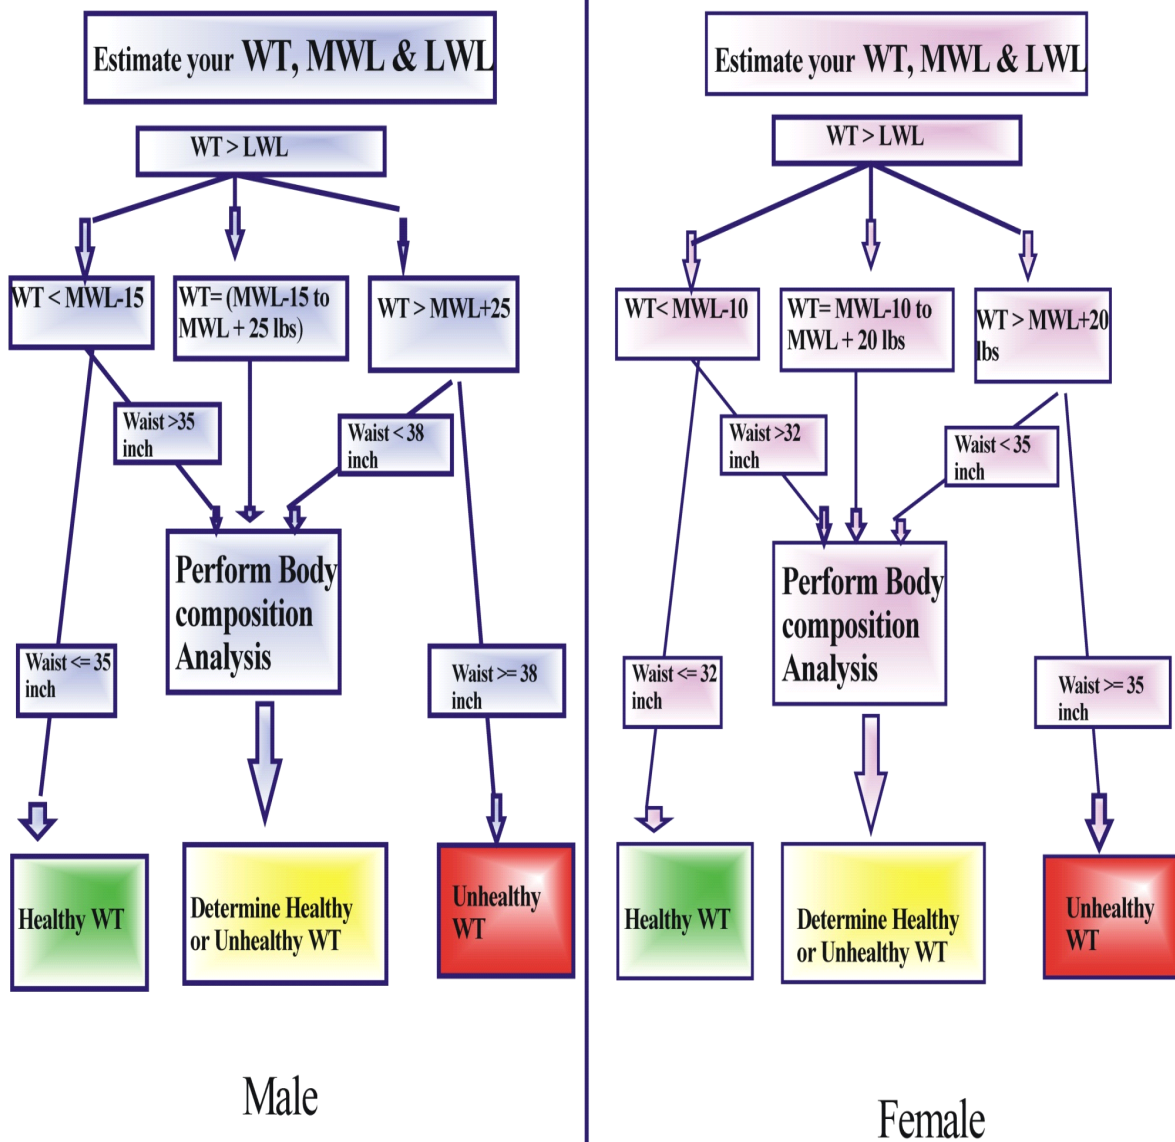 Estimate your WT, MWL & LWL
WT > LWL
WT < MWL-15
WT= (MWL-15 to
MWL + 25 lbs)
WT > MWL+25
Waist >35
inch
Waist < 38
inch
Perform Body
composition
Analysis
Waist <= 35
inch
Waist >= 38
inch
Healthy WT
Determine Healthy
or Unhealthy WT
Unhealthy
WT
Male
Estimate your WT, MWL & LWL
WT > LWL
WT< MWL-10
WT= MWL-10 to
MWL + 20 lbs
WT > MWL+20
lbs
Waist >32
inch
Waist < 35
inch
Perform Body
composition
Analysis
Waist <= 32
inch
Waist >= 35
inch
Healthy WT
Determine Healthy
or Unhealthy WT
Unhealthy
WT
Female